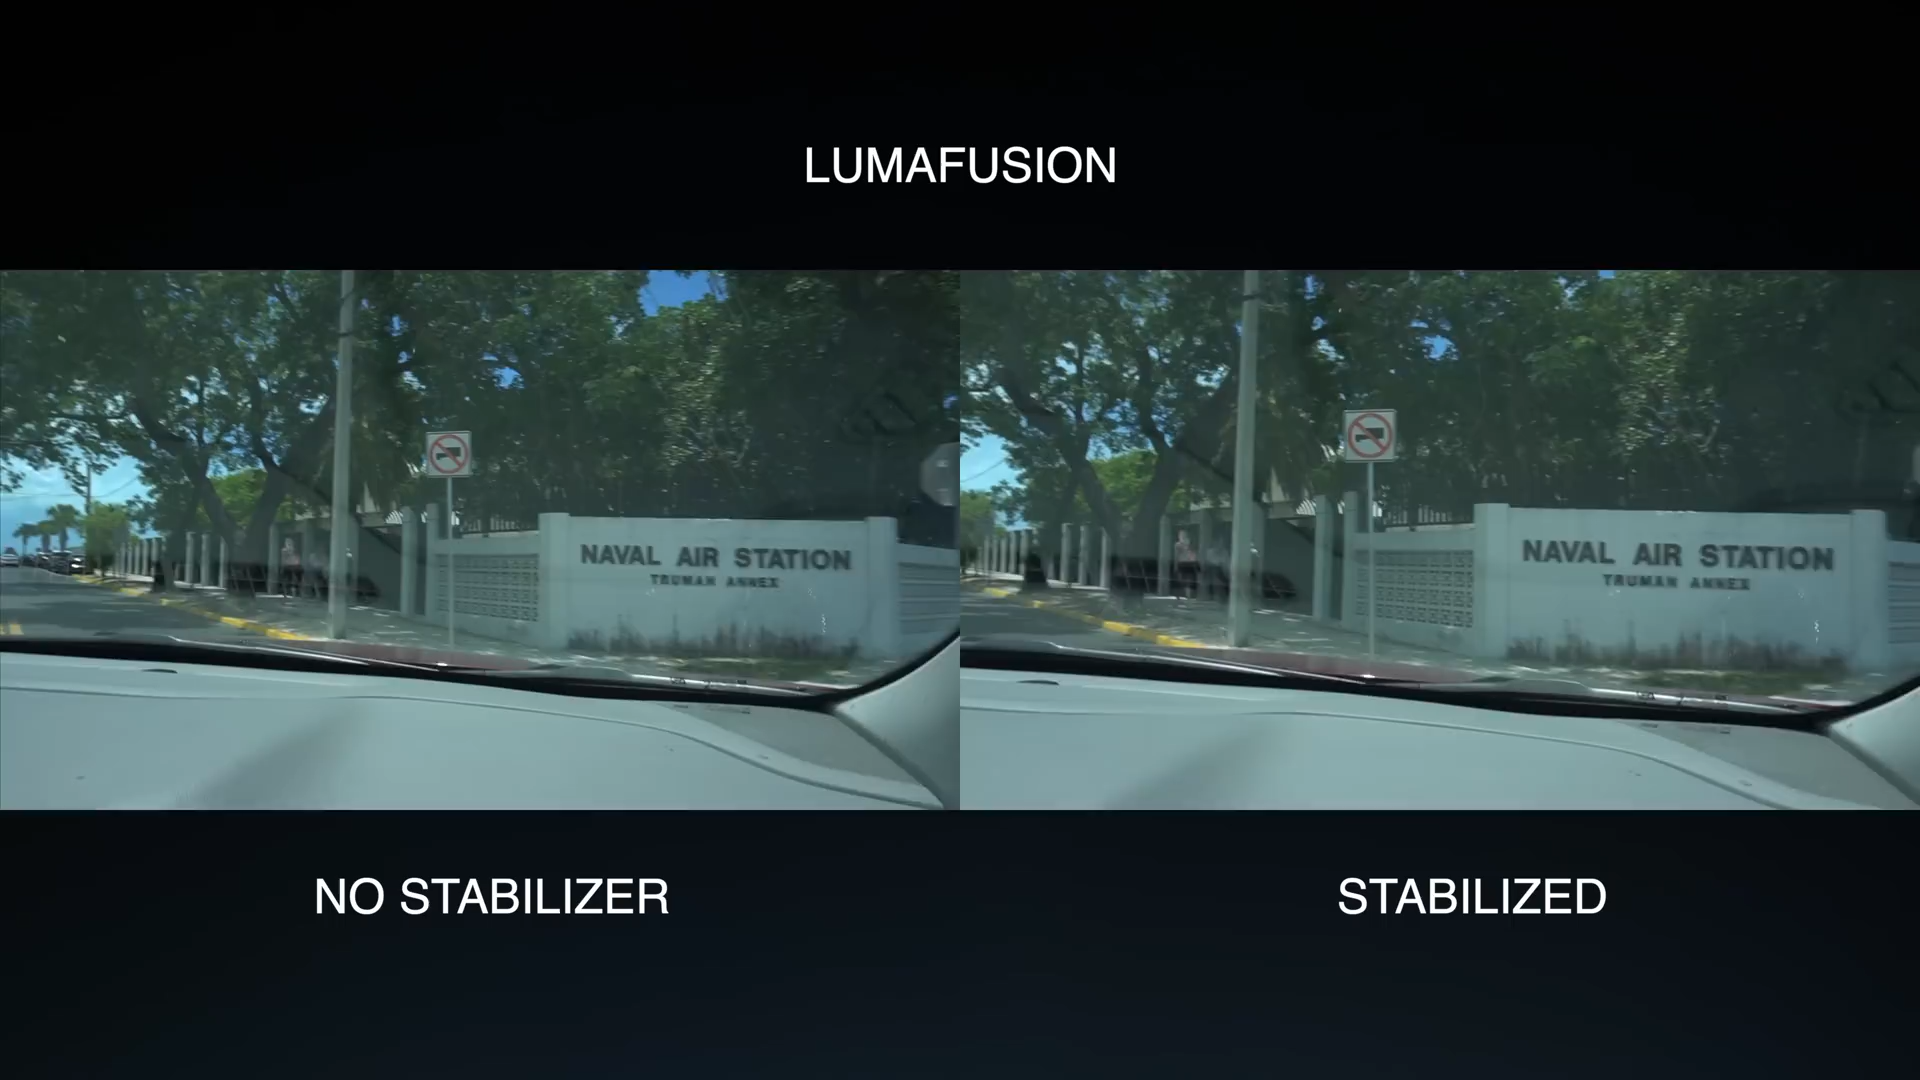 LUMAFUSION
NAVAL AIR STATION
TRUMAN ANNEX
NAVAL AIR STATION
TRUMAN ANNEX
NO STABILIZER
STABILIZED